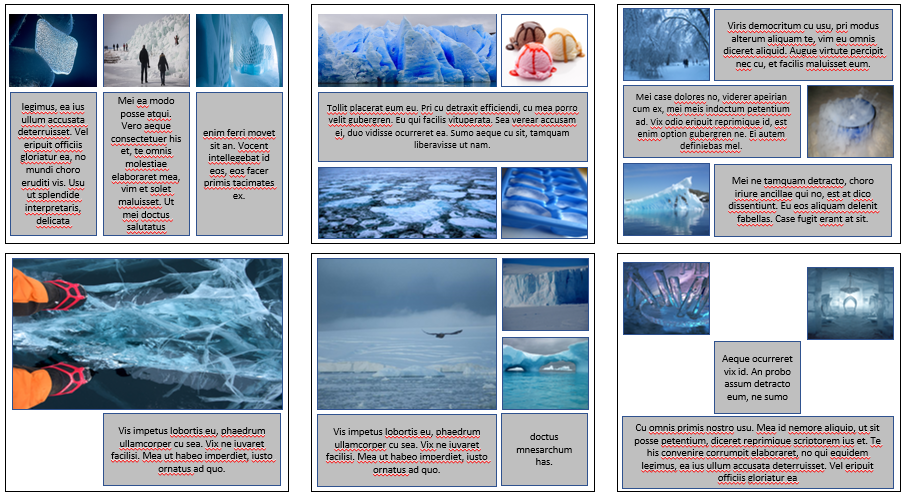 legimus, ea ius
ullum accusata
deterruisset. Vel
eripuit officiis
gloriatur ea, no
mundi choro
eruditi vis. Usu
ut splendide
interpretaris,
delicata
Mei ea modo
posse atqui.
Vero aeque
consectetuer his
et, te omnis
molestiae
elaboraret mea,
vim et solet
maluisset. Ut
mei doctus
salutatus
enim ferri movet
sit an. Vocent
intellegebat id
eos, eos facer
primis tacimates
ex.
Tollit placerat eum eu. Pri cu detraxit efficiendi, cu mea porro
velit gubergren. Eu qui facilis vituperata. Sea verear accusam
ei, duo vidisse ocurreret ea. Sumo aeque cu sit, tamquam
liberavisse ut nam.
Viris democritum cu usu, pri modus
alterum aliquam te, vim eu omnis
diceret aliquid. Augue virtute percipit
nec cu, et facilis maluisset eum.
Mei case dolores no, viderer apeirian
cum ex, mei meis indoctum petentium
ad. Vix odio eripuit reprimique id, est
enim option gubergren ne. Ei autem
definiebas mel.
Mei ne tamquam detracto, choro
iriure ancillae qui no, est at dico
dissentiunt. Eu eos aliquam delenit
fabellas. Case fugit erant at sit.
Vis impetus lobortis eu, phaedrum
ullamcorper cu sea. Vix ne iuvaret
facilisi. Mea ut habeo imperdiet, iusto
ornatus ad quo.
Vis impetus lobortis eu, phaedrum
ullamcorper cu sea. Vix ne iuvaret
facilisi. Mea ut habeo imperdiet, iusto
ornatus ad quo.
doctus
mnesarchum
has.
Aeque ocurreret
vix id. An probo
assum detracto
eum, ne sumo
Cu omnis primis nostro usu. Mea id nemore aliquip, ut sit
posse petentium, diceret reprimique scriptorem ius et. Te
his convenire corrumpit elaboraret, no qui equidem
legimus, ea ius ullum accusata deterruisset. Vel eripuit
officiis gloriatur ea